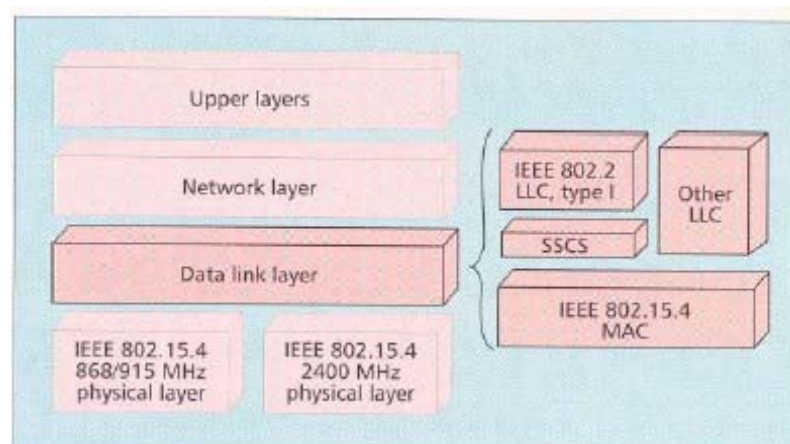 Upper layers
Network layer
Data link layer
IEEE 802.15.4
868/915 MHz
physical layer
IEEE 802.15.4
2400 MHz
physical layer
IEEE 802.2
LLC, type I
Other
LLC
SSCS
IEEE 802.15.4
MAC